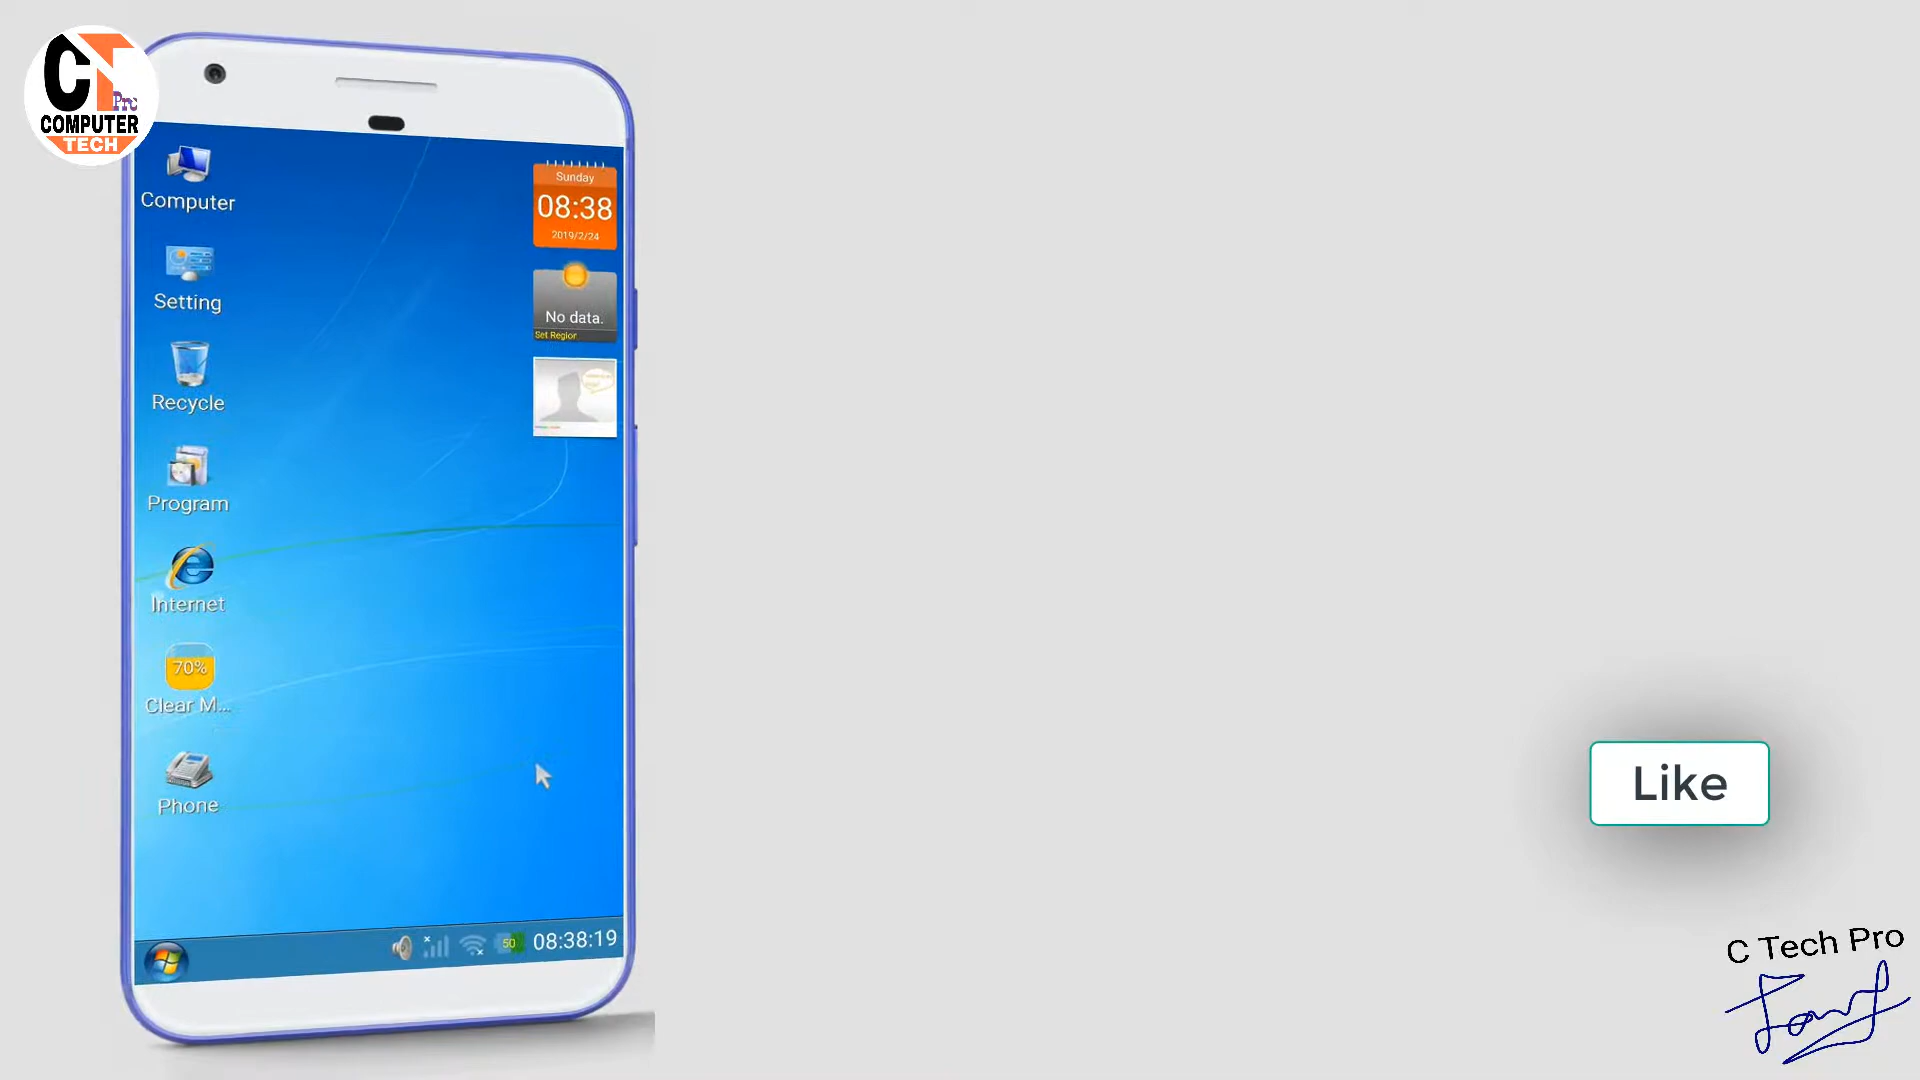 CT
Pro
COMPUTER
TECH
Computer
Setting
Recycle
Program
Internet
70%
Clear M...
Phone
Sunday
08:38
2019/2/24
No data.
Set Region
50
08:38:19
Like
C Tech Pro